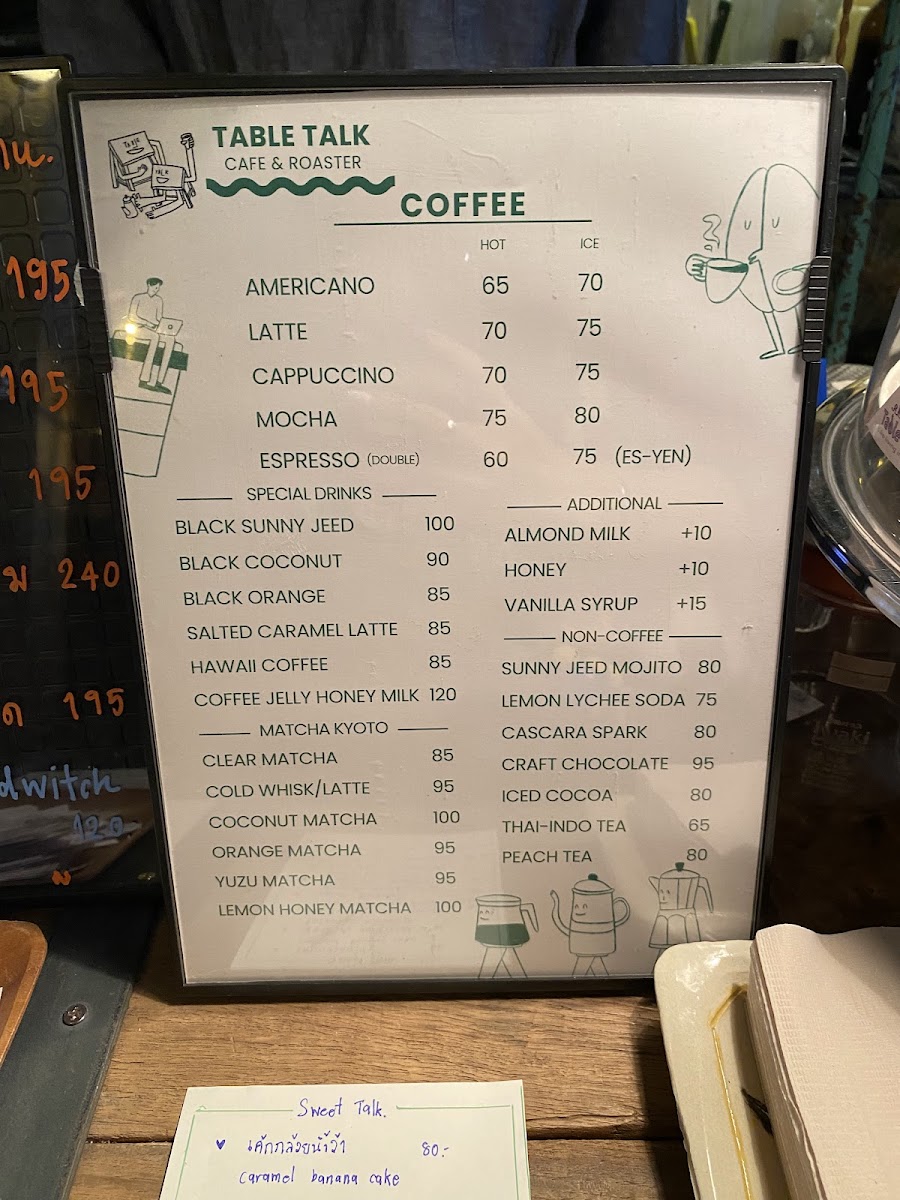 TABLE TALK
CAFE & ROASTER
COFFEE
HOT ICE
AMERICANO 65 70
LATTE 70 75
CAPPUCCINO 70 75
MOCHA 75 80
ESPRESSO (DOUBLE) 60 75 (ES-YEN)
SPECIAL DRINKS
BLACK SUNNY JEED 100
BLACK COCONUT 90
BLACK ORANGE 85
SALTED CARAMEL LATTE 85
HAWAII COFFEE 85
COFFEE JELLY HONEY MILK 120
MATCHA KYOTO
CLEAR MATCHA 85
COLD WHISK/LATTE 95
COCONUT MATCHA 100
ORANGE MATCHA 95
YUZU MATCHA 95
LEMON HONEY MATCHA 100
ADDITIONAL
ALMOND MILK +10
HONEY +10
VANILLA SYRUP +15
NON-COFFEE
SUNNY JEED MOJITO 80
LEMON LYCHEE SODA 75
CASCARA SPARK 80
CRAFT CHOCOLATE 95
ICED COCOA 80
THAI-INDO TEA 65
PEACH TEA 80
195
195
195
240
195
120
Sweet Talk.
เค้กกล้วยน้ำว้า 80.-
caramel banana cake